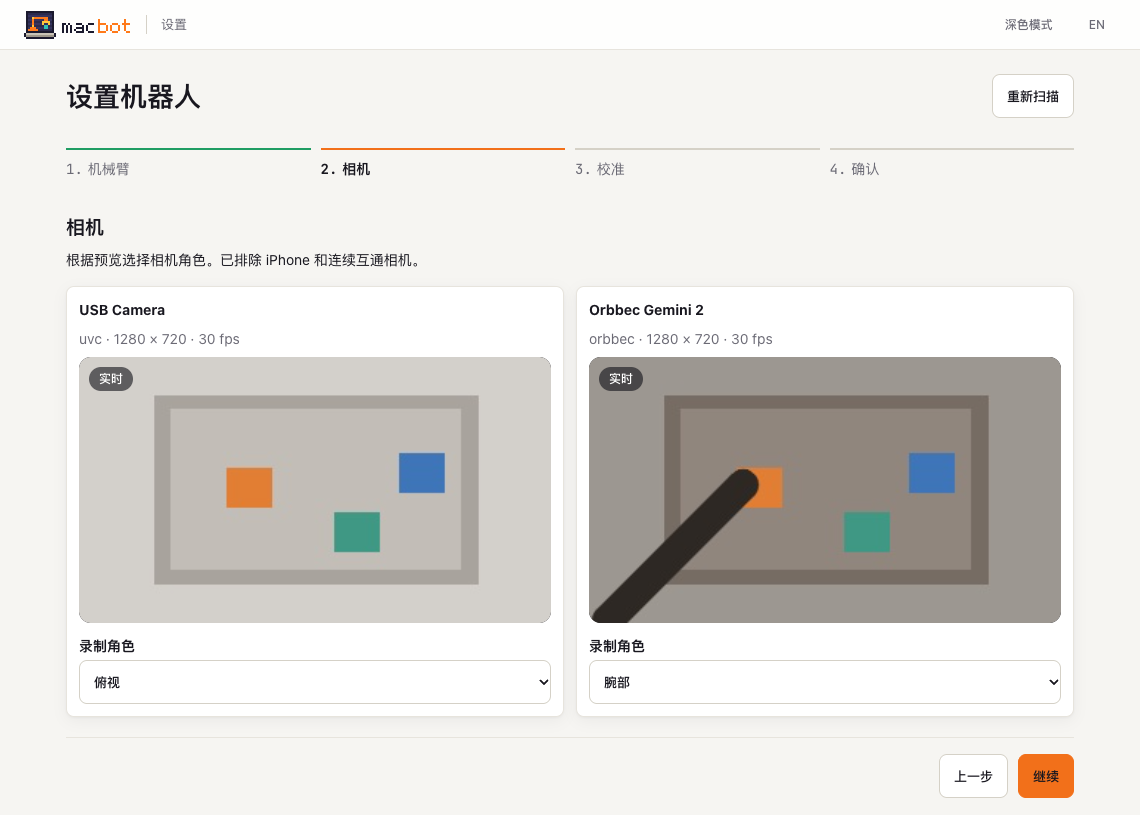 macbot 设置 深色模式 EN
设置机器人 重新扫描
1. 机械臂 2. 相机 3. 校准 4. 确认
相机
根据预览选择相机角色。已排除 iPhone 和连续互通相机。
USB Camera
uvc · 1280 × 720 · 30 fps
实时
录制角色
俯视
Orbbec Gemini 2
orbbec · 1280 × 720 · 30 fps
实时
录制角色
腕部
上一步 继续